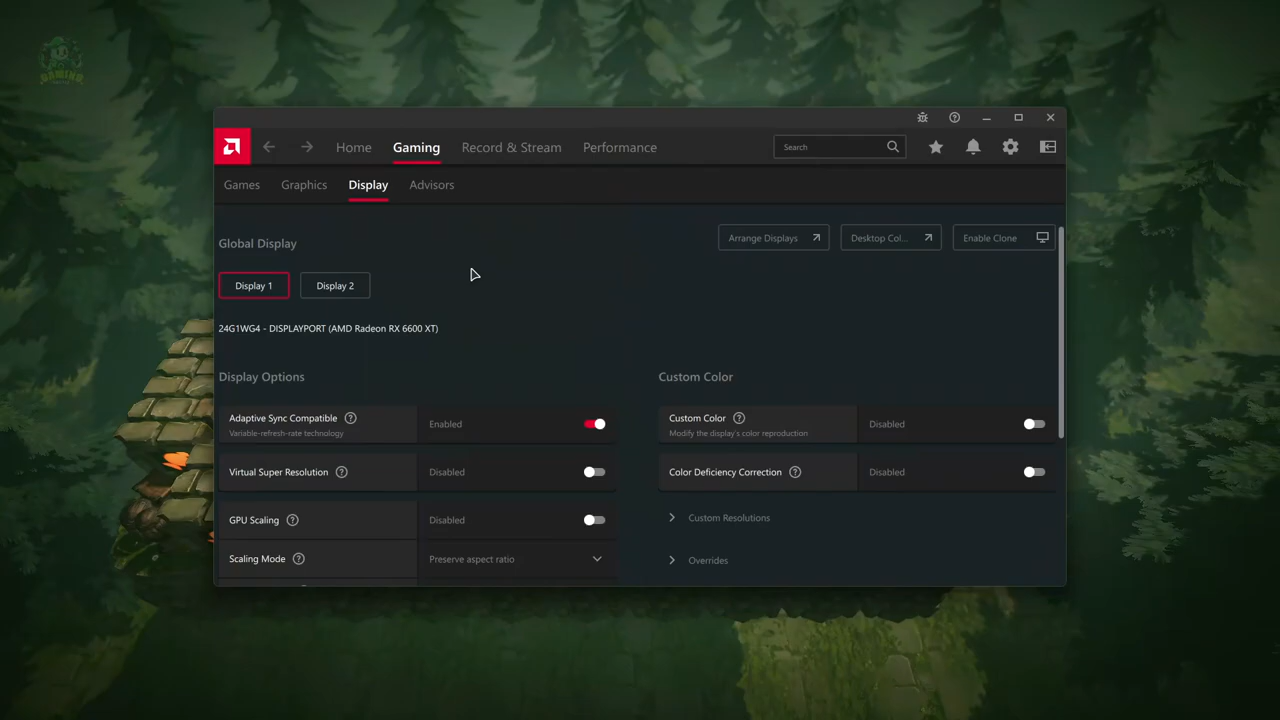 GAMING
Home
Gaming
Record & Stream
Performance
Search
Games
Graphics
Display
Advisors
Global Display
Arrange Displays
Desktop Col...
Enable Clone
Display 1
Display 2
24G1WG4 - DISPLAYPORT (AMD Radeon RX 6600 XT)
Display Options
Adaptive Sync Compatible
Variable-refresh-rate technology
Enabled
Virtual Super Resolution
Disabled
GPU Scaling
Disabled
Scaling Mode
Preserve aspect ratio
Custom Color
Custom Color
Modify the display's color reproduction
Disabled
Color Deficiency Correction
Disabled
Custom Resolutions
Overrides